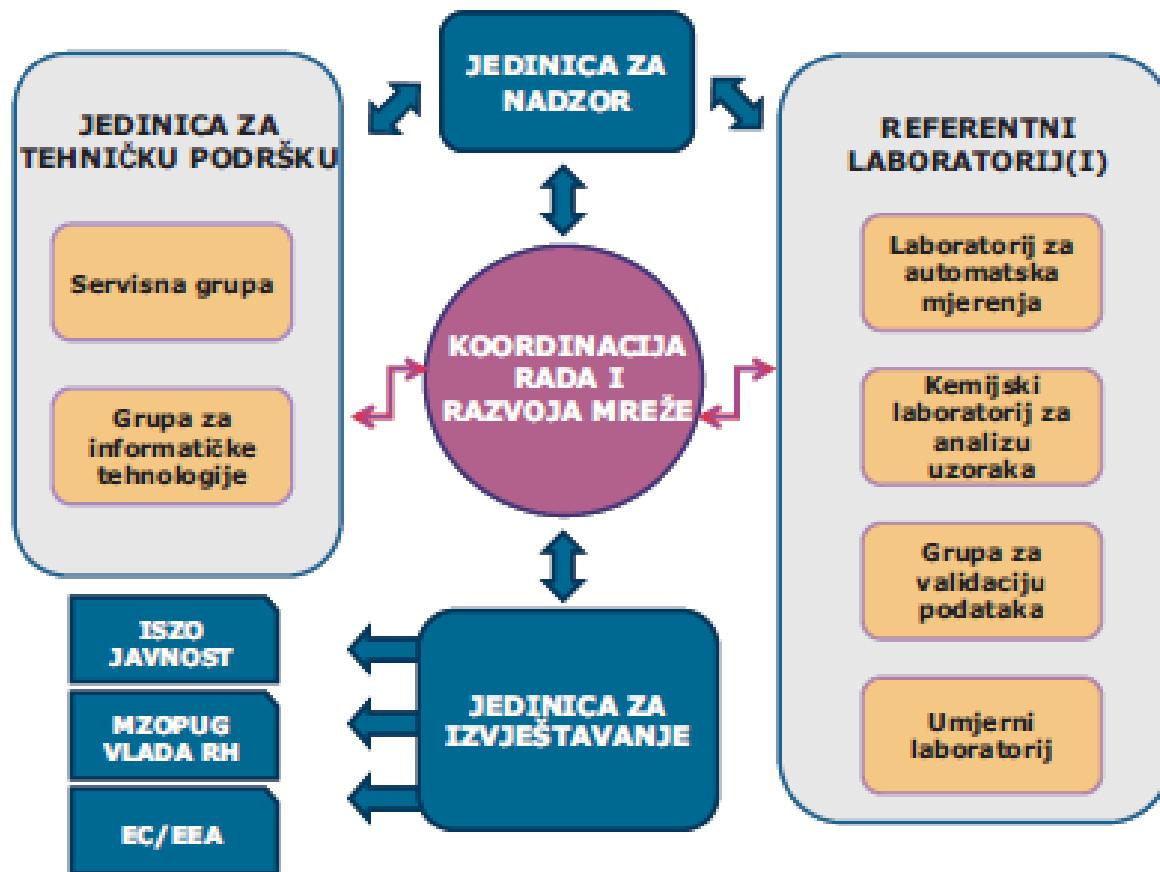 JEDINICA ZA
NADZOR
JEDINICA ZA
TEHNIČKU PODRŠKU
Servisna grupa
Grupa za
informatičke
tehnologije
KOORDINACIJA
RADA I
RAZVOJA MREŽE
REFERENTNI
LABORATORIJ(I)
Laboratorij za
automatska
mjerenja
Kemijski
laboratorij za
analizu
uzoraka
Grupa za
validaciju
podataka
Umjerni
laboratorij
JEDINICA ZA
IZVJEŠTAVANJE
ISZO
JAVNOST
MZOPUG
VLADA RH
EC/EEA